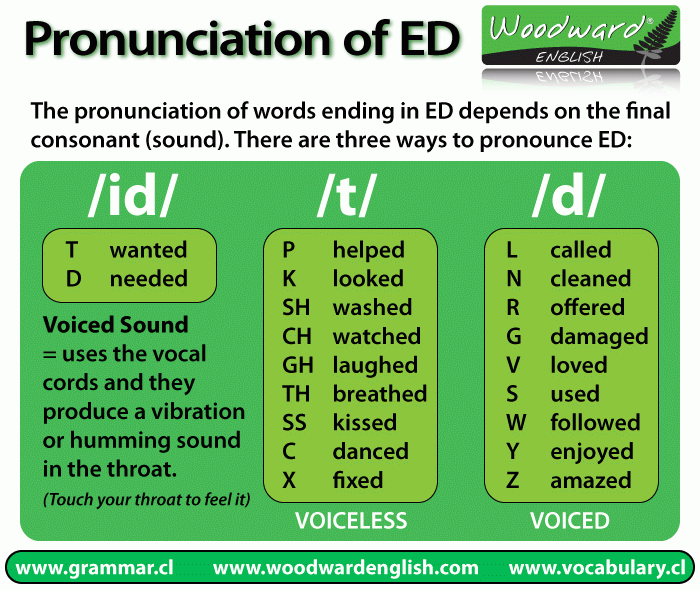 Pronunciation of ED
Woodward®
ENGLISH
The pronunciation of words ending in ED depends on the final
consonant (sound). There are three ways to pronounce ED:
/id/
T wanted
D needed
Voiced Sound
= uses the vocal
cords and they
produce a vibration
or humming sound
in the throat.
(Touch your throat to feel it)
/t/
P helped
K looked
SH washed
CH watched
GH laughed
TH breathed
SS kissed
C danced
X fixed
VOICELESS
/d/
L called
N cleaned
R offered
G damaged
V loved
S used
W followed
Y enjoyed
Z amazed
VOICED
www.grammar.cl www.woodwardenglish.com www.vocabulary.cl